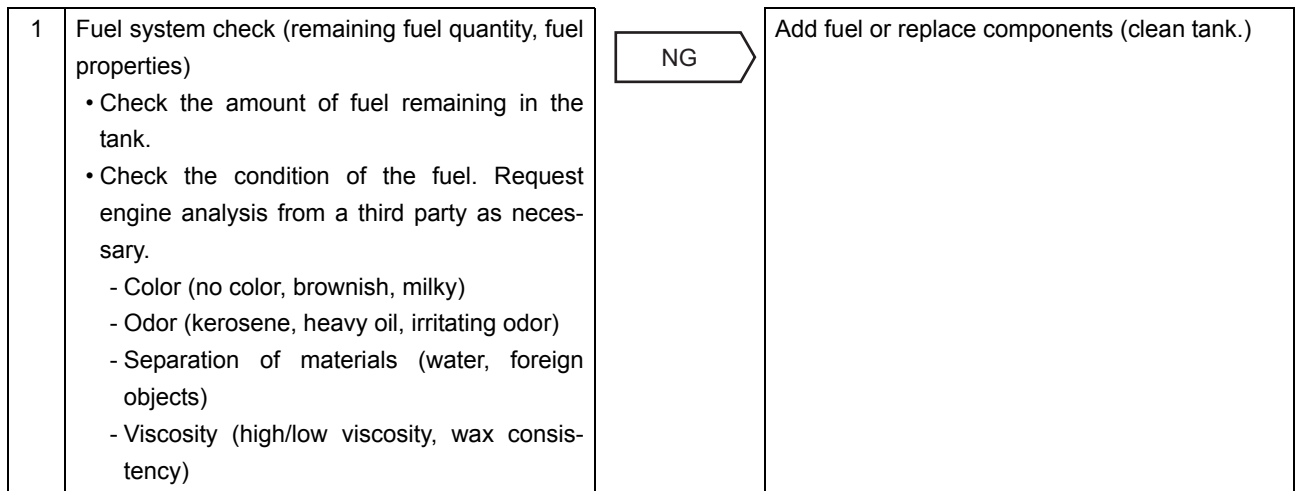 1
Fuel system check (remaining fuel quantity, fuel
properties)
• Check the amount of fuel remaining in the
tank.
• Check the condition of the fuel. Request
engine analysis from a third party as neces-
sary.
- Color (no color, brownish, milky)
- Odor (kerosene, heavy oil, irritating odor)
- Separation of materials (water, foreign
objects)
- Viscosity (high/low viscosity, wax consis-
tency)
NG
Add fuel or replace components (clean tank.)